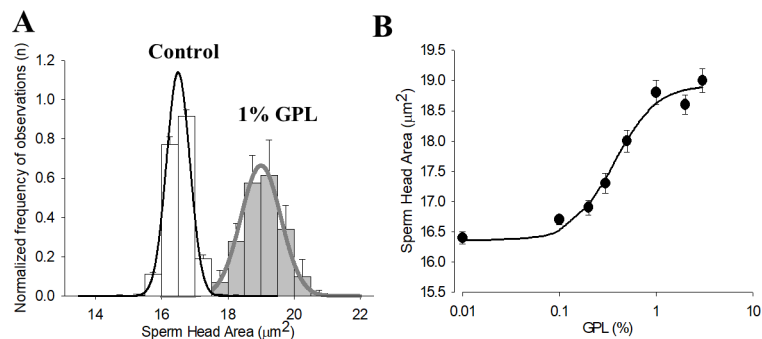 A
Control
1% GPL
Normalized frequency of observations (n)
1.2
1.0
0.8
0.6
0.4
0.2
0.0
14 16 18 20 22
Sperm Head Area (μm²)
B
Sperm Head Area (μm²)
19.5
19.0
18.5
18.0
17.5
17.0
16.5
16.0
15.5
0.01 0.1 1 10
GPL (%)